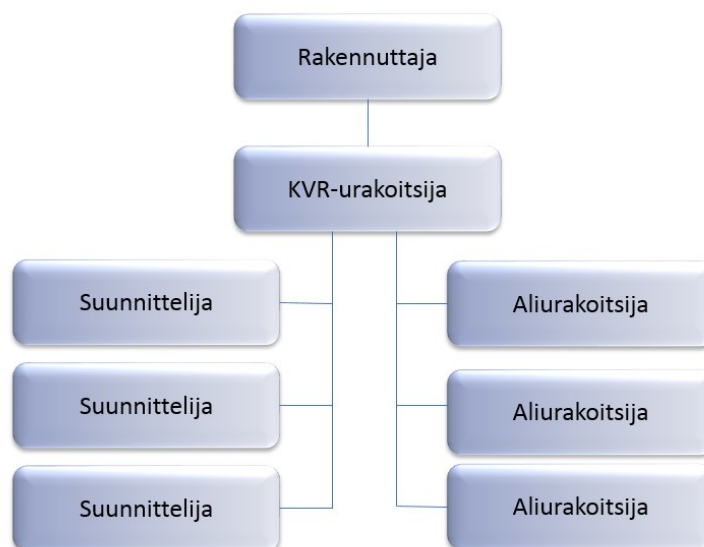 Rakennuttaja
KVR-urakoitsija
Suunnittelija
Aliurakoitsija
Suunnittelija
Aliurakoitsija
Suunnittelija
Aliurakoitsija